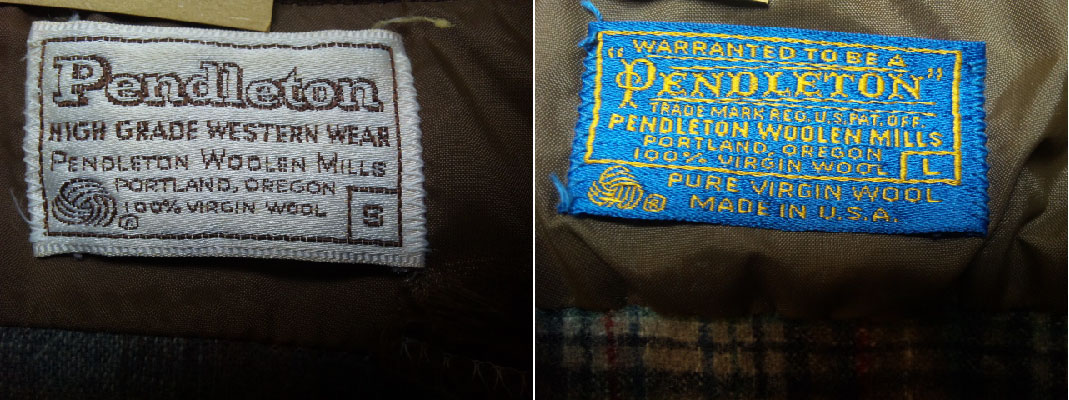 Pendleton
HIGH GRADE WESTERN WEAR
PENDLETON WOOLEN MILLS
PORTLAND, OREGON
100% VIRGIN WOOL
®
S
WARRANTED TO BE A
"PENDLETON"
TRADE MARK REG. U.S. PAT. OFF.
PENDLETON WOOLEN MILLS
PORTLAND, OREGON
100% VIRGIN WOOL L
PURE VIRGIN WOOL
® MADE IN U.S.A.